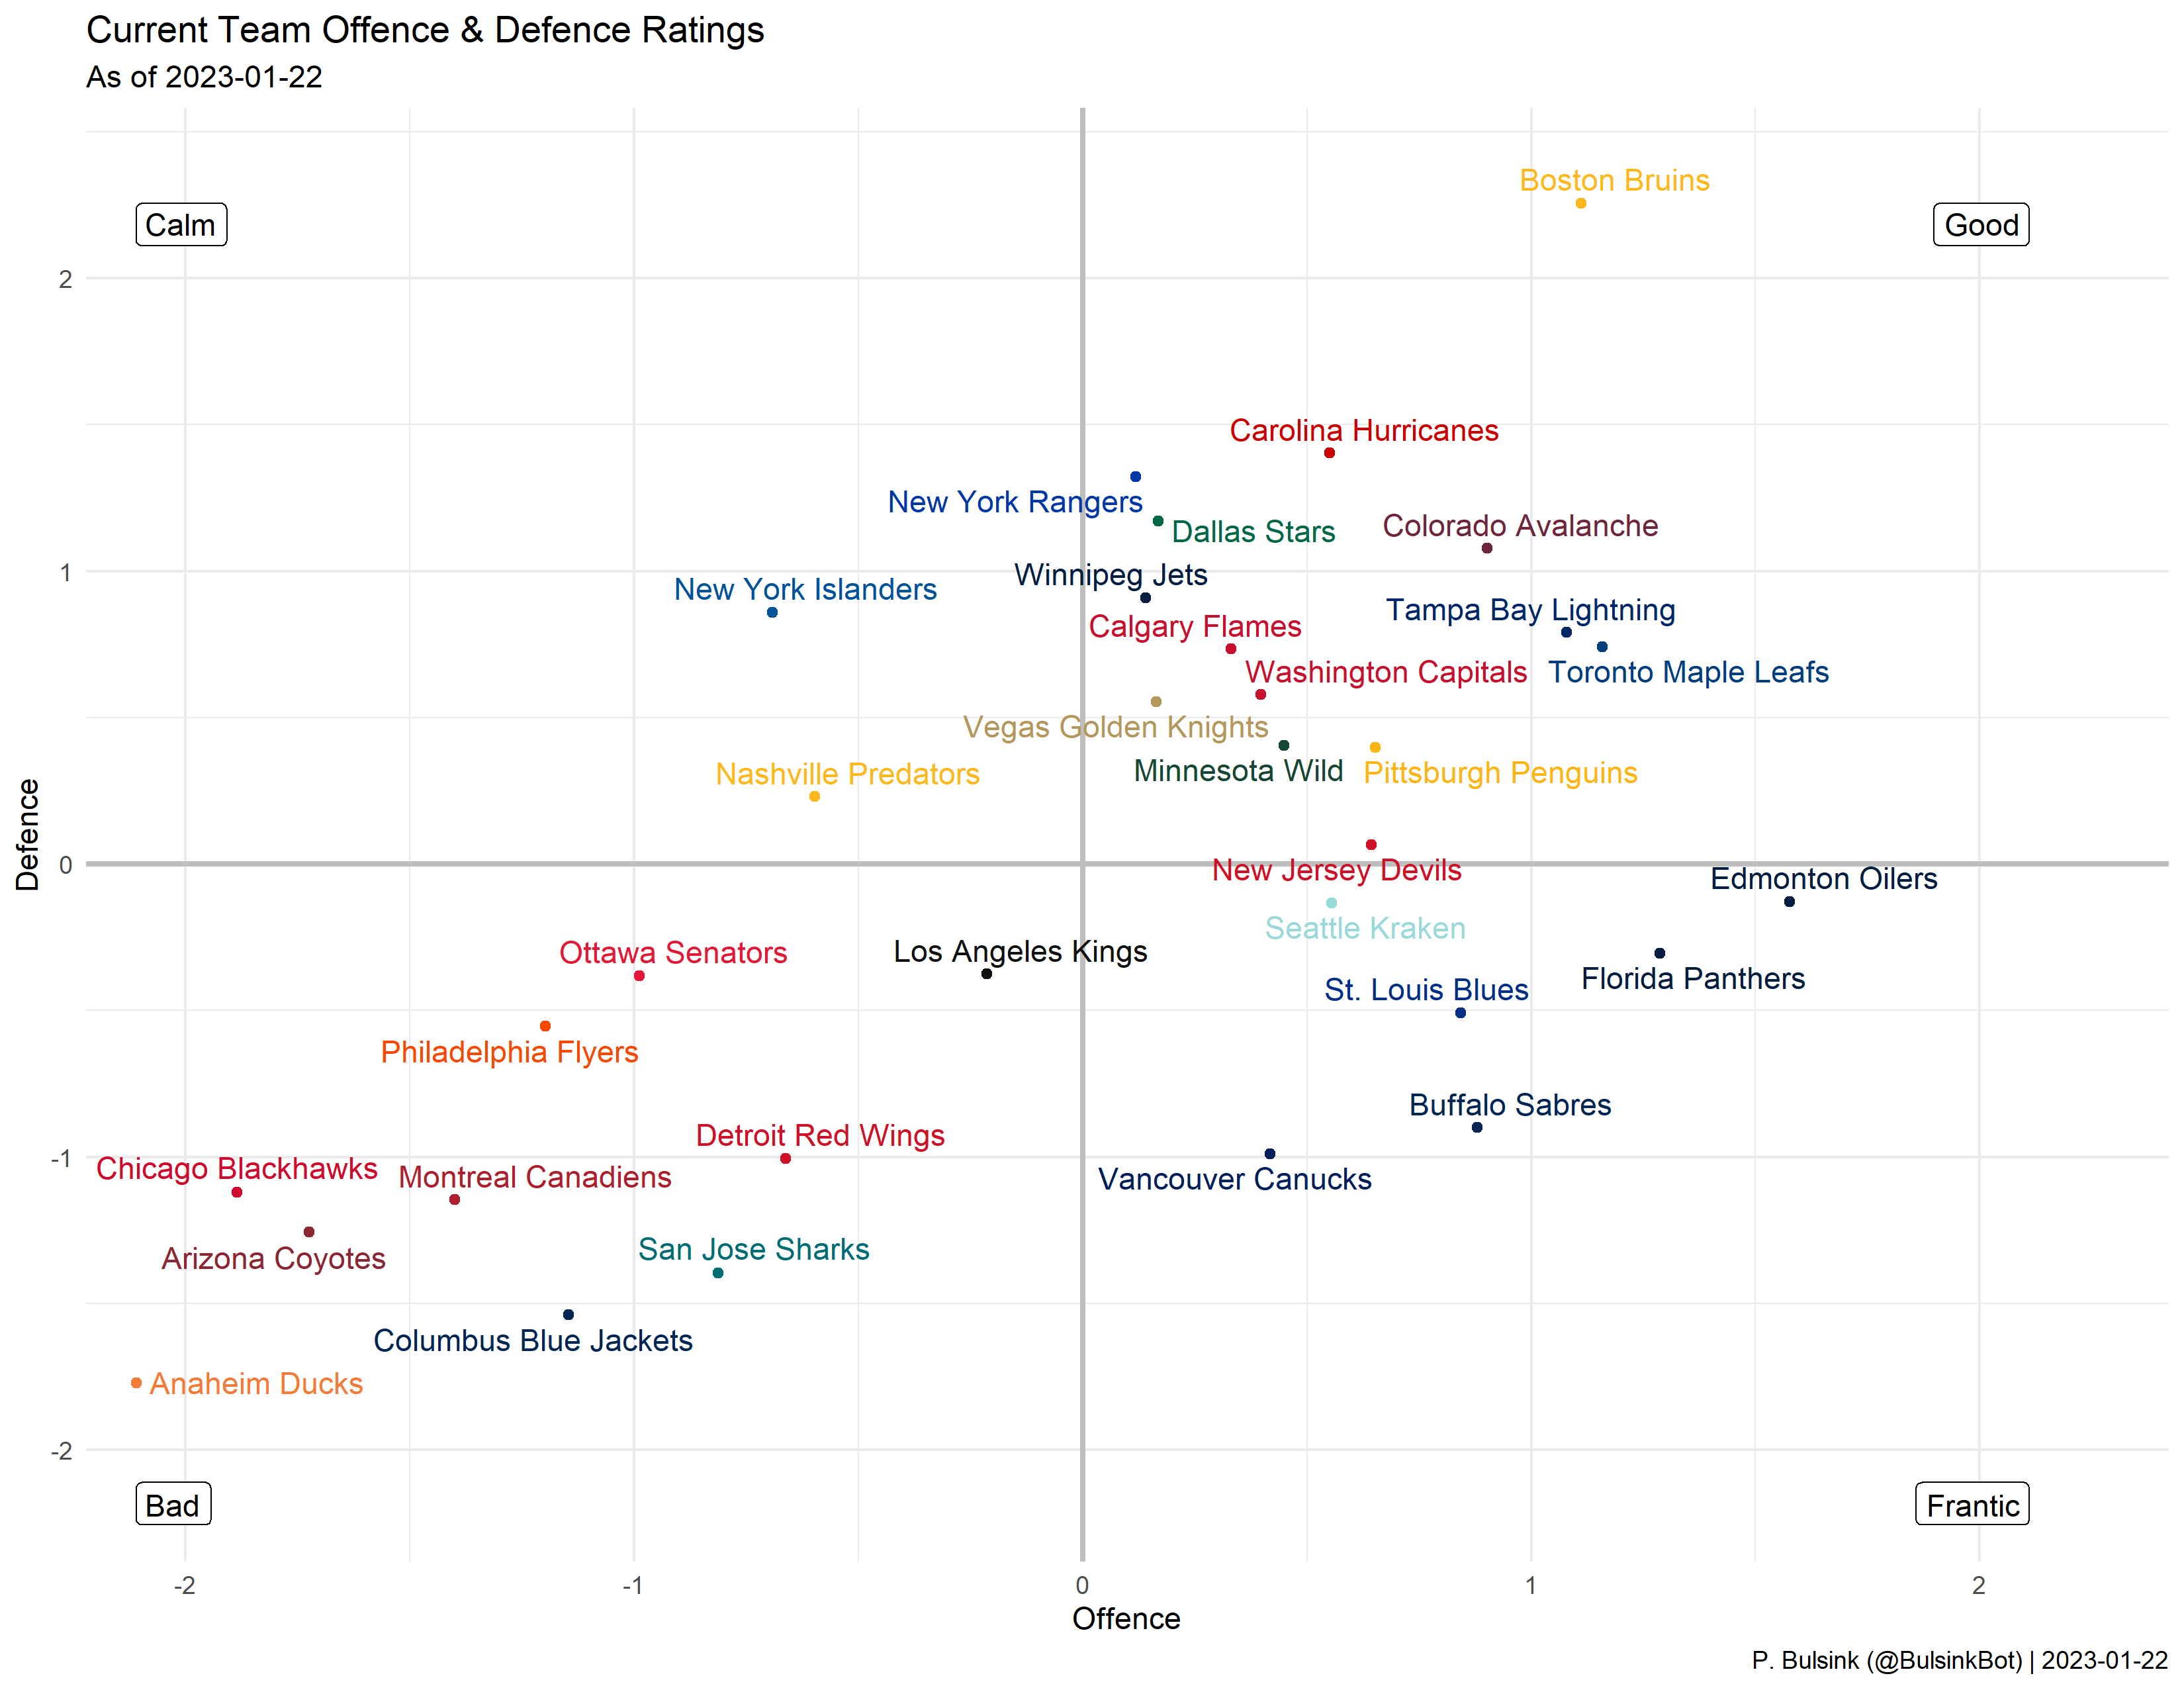 Current Team Offence & Defence Ratings
As of 2023-01-22
Boston Bruins
Calm
Good
2
Carolina Hurricanes
New York Rangers
Dallas Stars
Colorado Avalanche
1
Winnipeg Jets
New York Islanders
Tampa Bay Lightning
Calgary Flames
Washington Capitals
Toronto Maple Leafs
Vegas Golden Knights
Minnesota Wild
Pittsburgh Penguins
Nashville Predators
Defence
0
New Jersey Devils
Edmonton Oilers
Seattle Kraken
Ottawa Senators
Los Angeles Kings
Florida Panthers
St. Louis Blues
Philadelphia Flyers
Buffalo Sabres
Detroit Red Wings
-1
Chicago Blackhawks
Montreal Canadiens
Vancouver Canucks
San Jose Sharks
Arizona Coyotes
Columbus Blue Jackets
Anaheim Ducks
-2
Bad
Frantic
-2
-1
0
1
2
Offence
P. Bulsink (@BulsinkBot) | 2023-01-22